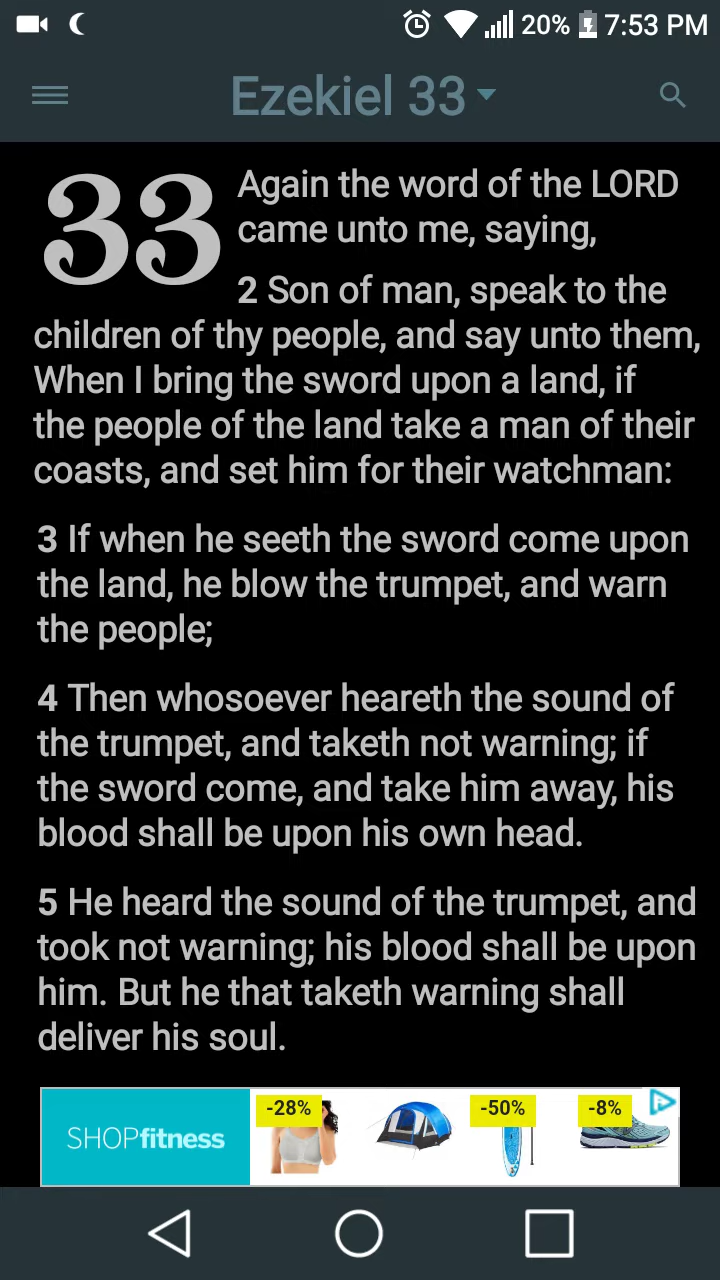 20% 7:53 PM
Ezekiel 33
33 Again the word of the LORD
came unto me, saying,
2 Son of man, speak to the
children of thy people, and say unto them,
When I bring the sword upon a land, if
the people of the land take a man of their
coasts, and set him for their watchman:
3 If when he seeth the sword come upon
the land, he blow the trumpet, and warn
the people;
4 Then whosoever heareth the sound of
the trumpet, and taketh not warning; if
the sword come, and take him away, his
blood shall be upon his own head.
5 He heard the sound of the trumpet, and
took not warning; his blood shall be upon
him. But he that taketh warning shall
deliver his soul.
SHOPfitness
-28% -50% -8%